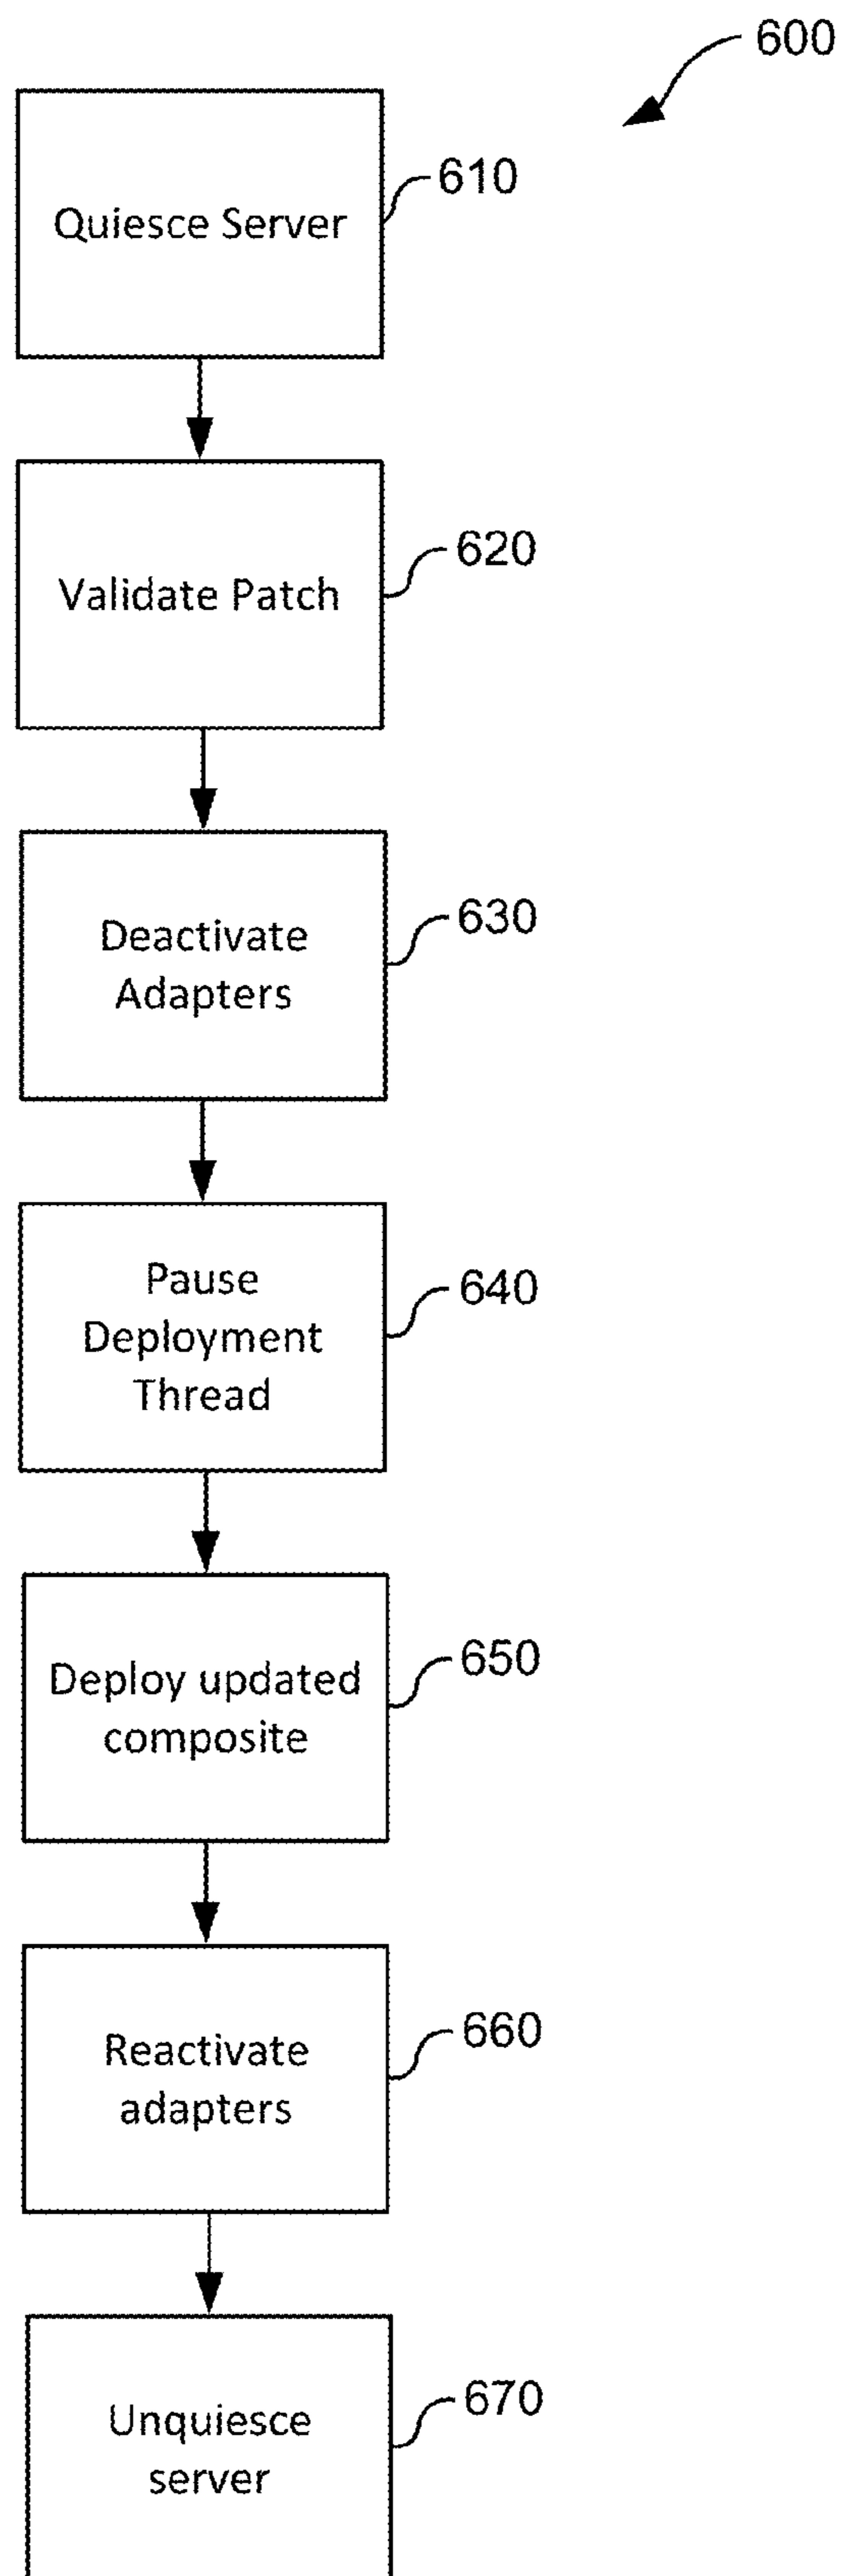 600
Quiesce Server
610
Validate Patch
620
Deactivate
Adapters
630
Pause
Deployment
Thread
640
Deploy updated
composite
650
Reactivate
adapters
660
Unquiesce
server
670